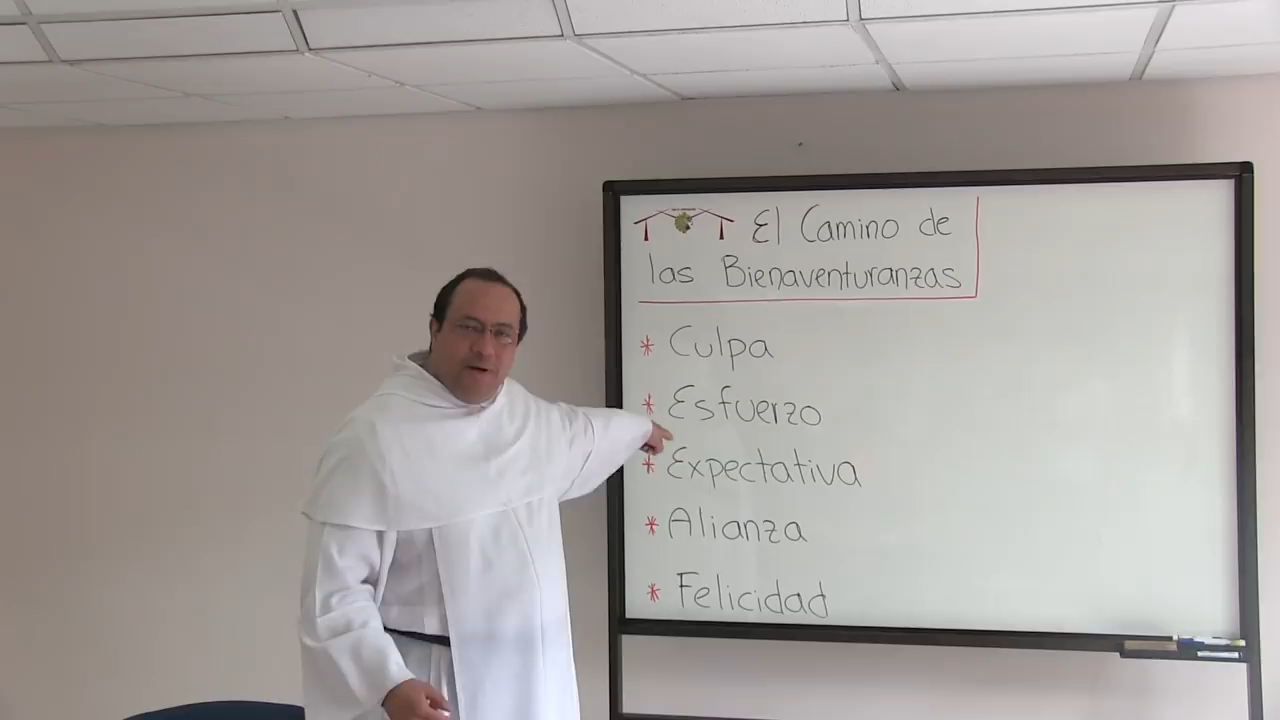 El Camino de
las Bienaventuranzas
* Culpa
* Esfuerzo
* Expectativa
* Alianza
* Felicidad